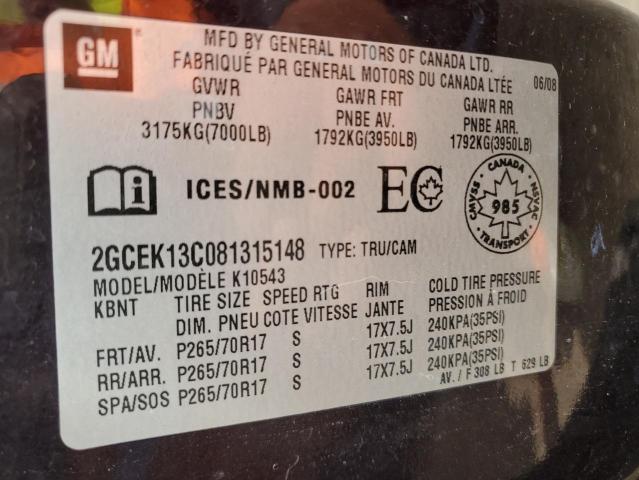 GM
MFD BY GENERAL MOTORS OF CANADA LTD.
FABRIQUÉ PAR GENERAL MOTORS DU CANADA LTÉE
06/08
GVWR GAWR FRT GAWR RR
PNBV PNBE AV. PNBE ARR.
3175KG(7000LB) 1792KG(3950LB) 1792KG(3950LB)
i ICES/NMB-002 EC
CANADA
CMVSS 985 NSVAC
TRANSPORT
2GCEK13C081315148 TYPE: TRU/CAM
MODEL/MODÈLE K10543
KBNT TIRE SIZE SPEED RTG RIM COLD TIRE PRESSURE
DIM. PNEU COTE VITESSE JANTE PRESSION À FROID
FRT/AV. P265/70R17 S 17X7.5J 240KPA(35PSI)
RR/ARR. P265/70R17 S 17X7.5J 240KPA(35PSI)
SPA/SOS P265/70R17 S 17X7.5J 240KPA(35PSI)
AV. / F 308 LB T 629 LB